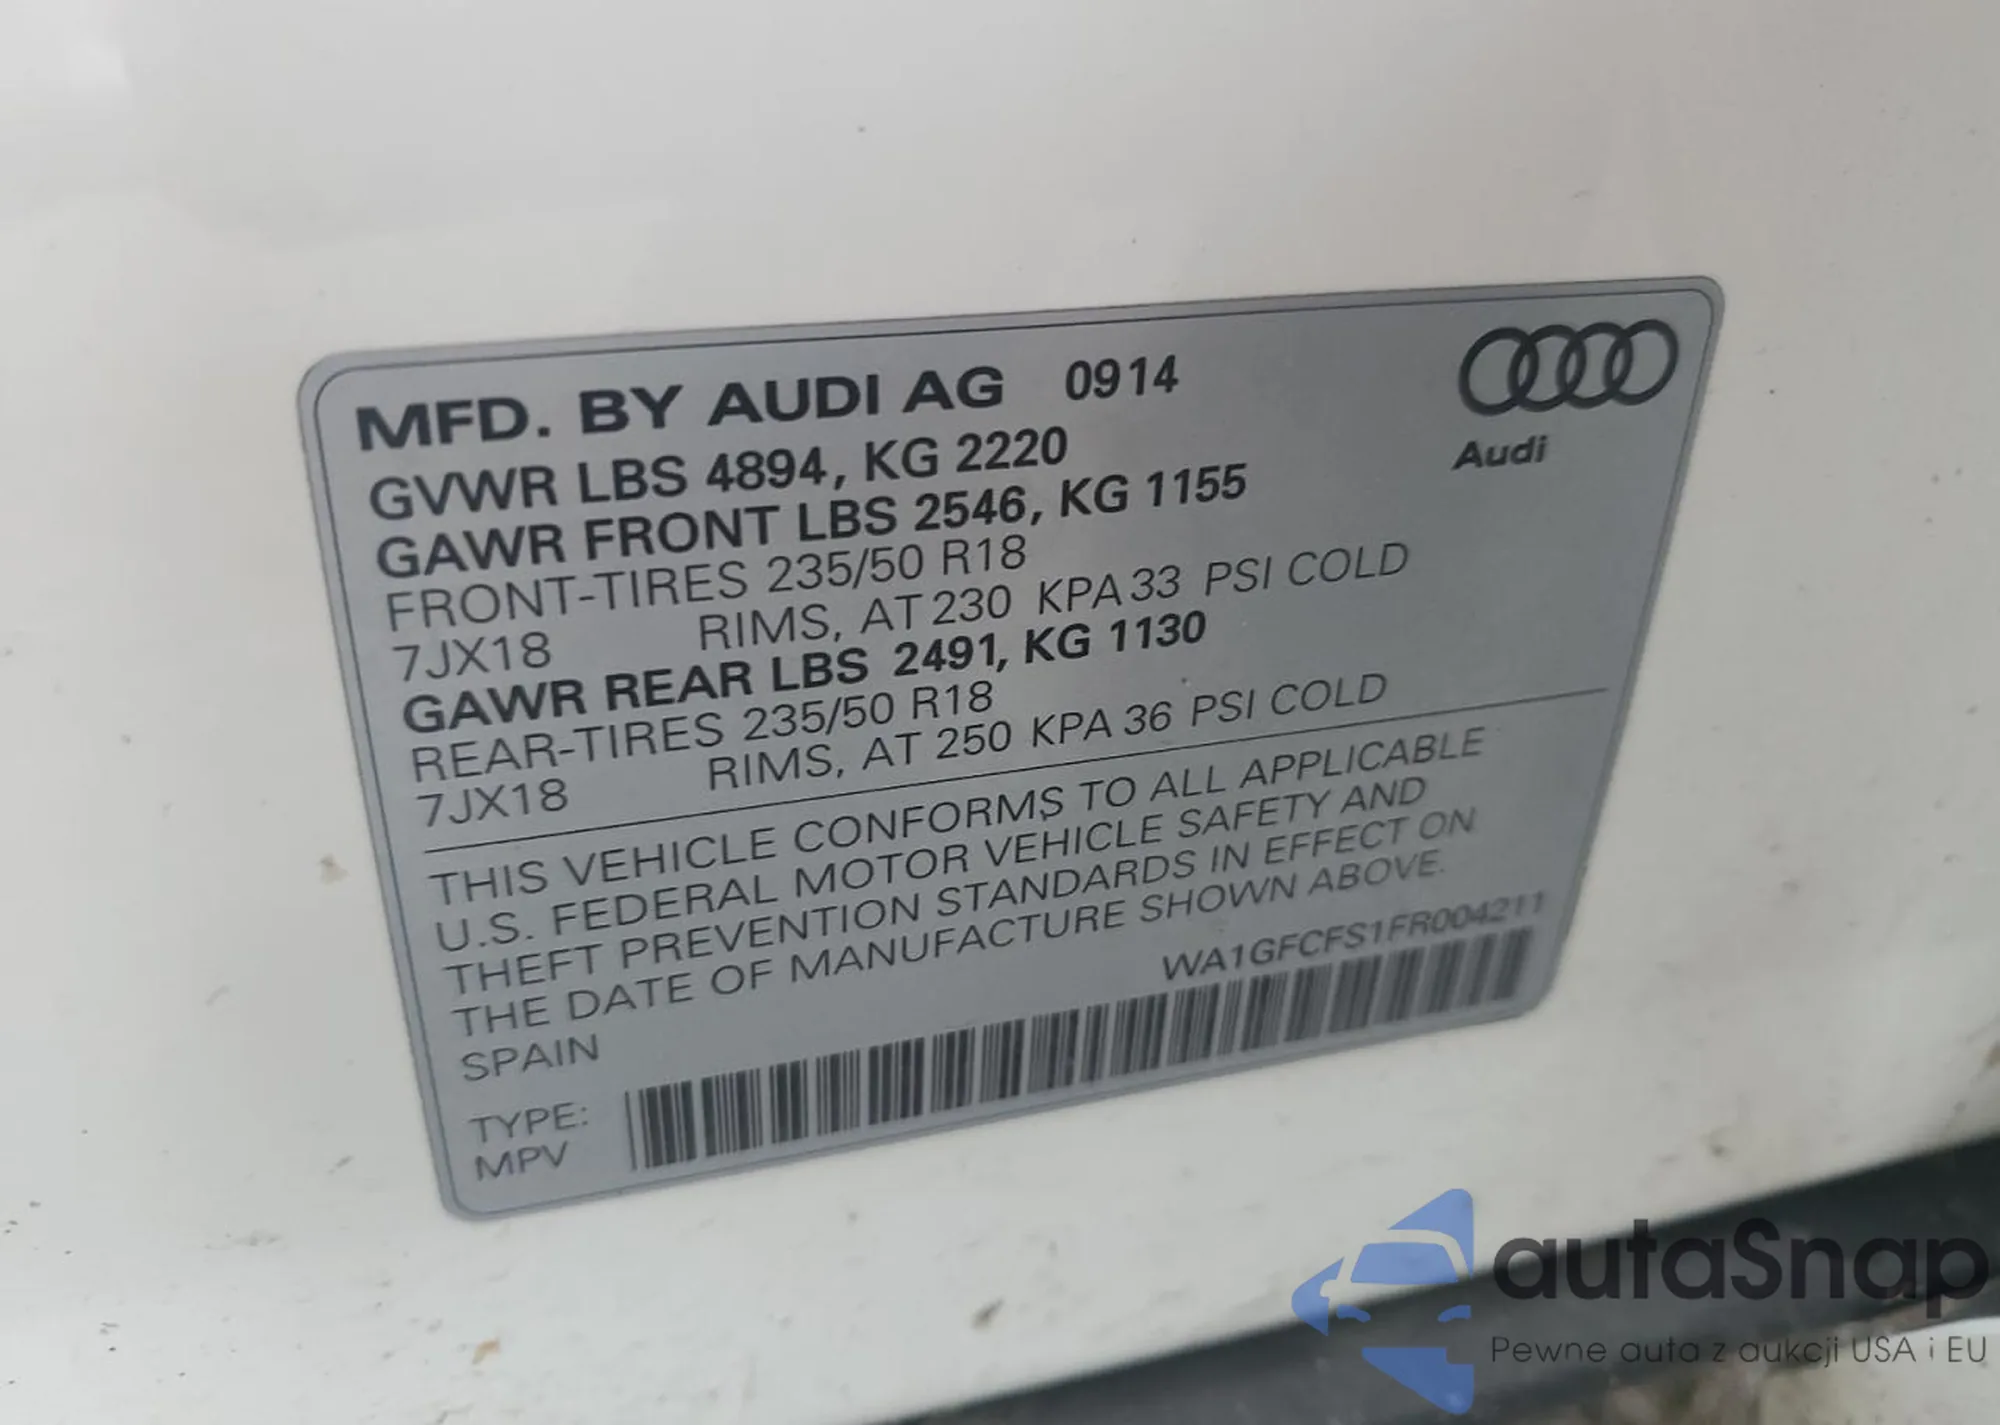 MFD. BY AUDI AG 0914
Audi
GVWR LBS 4894, KG 2220
GAWR FRONT LBS 2546, KG 1155
FRONT-TIRES 235/50 R18
7JX18 RIMS, AT 230 KPA 33 PSI COLD
GAWR REAR LBS 2491, KG 1130
REAR-TIRES 235/50 R18
7JX18 RIMS, AT 250 KPA 36 PSI COLD
THIS VEHICLE CONFORMS TO ALL APPLICABLE
U.S. FEDERAL MOTOR VEHICLE SAFETY AND
THEFT PREVENTION STANDARDS IN EFFECT ON
THE DATE OF MANUFACTURE SHOWN ABOVE.
SPAIN WA1GFCFS1FR004211
TYPE:
MPV
autaSnap
Pewne auta z aukcji USA i EU